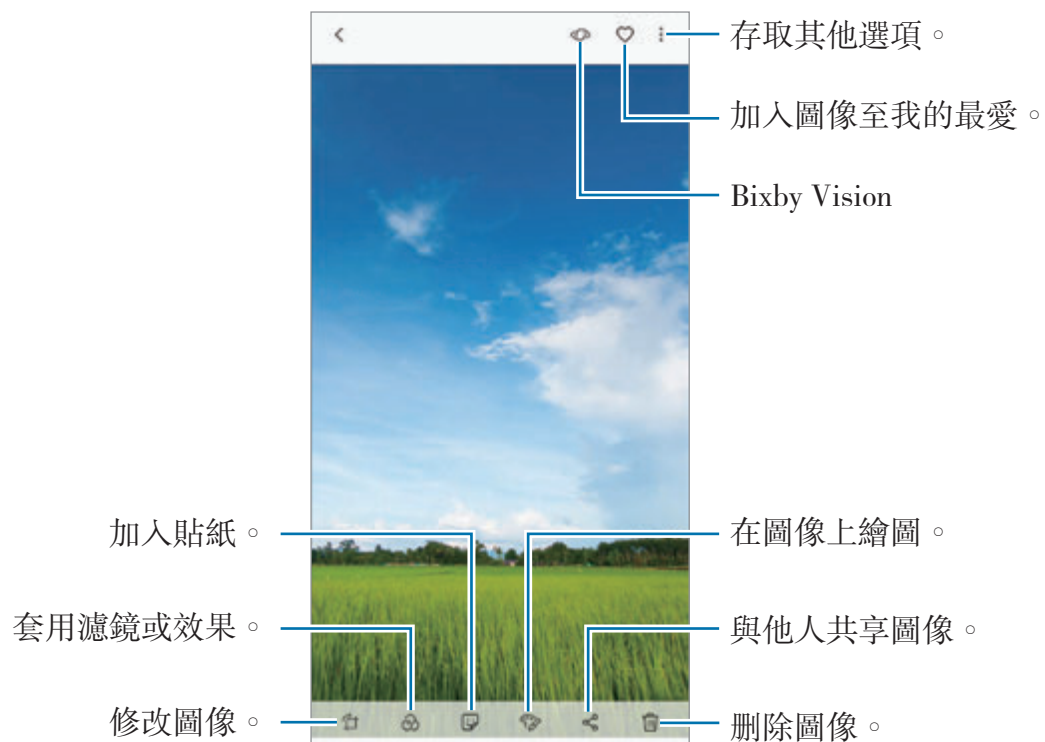 存取其他選項。
加入圖像至我的最愛。
Bixby Vision
加入貼紙。
在圖像上繪圖。
套用濾鏡或效果。
與他人共享圖像。
修改圖像。
刪除圖像。